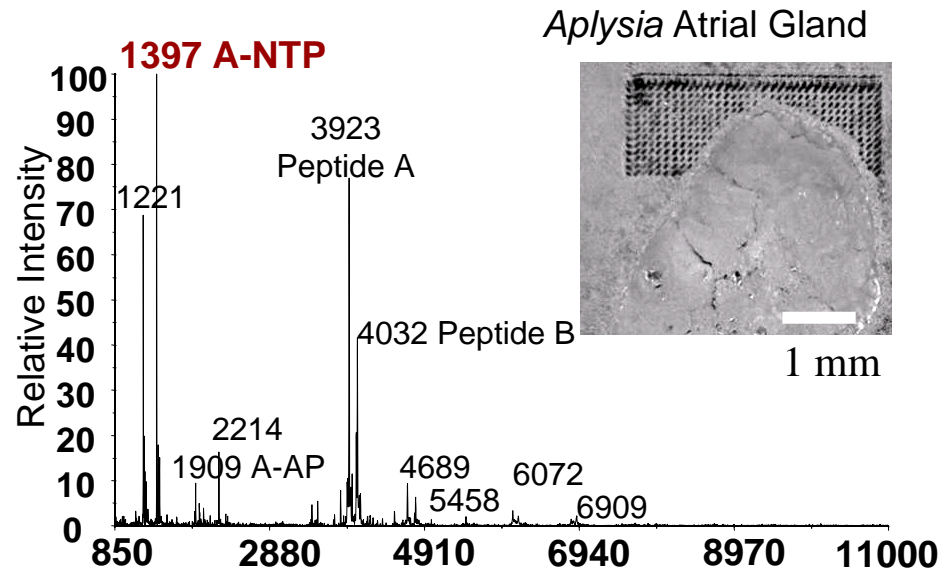 Aplysia Atrial Gland
1397 A-NTP
100
90
80
70
60
50
40
30
20
10
0
Relative Intensity
1221
3923
Peptide A
4032 Peptide B
2214
1909 A-AP
4689
5458
6072
6909
1 mm
850 2880 4910 6940 8970 11000